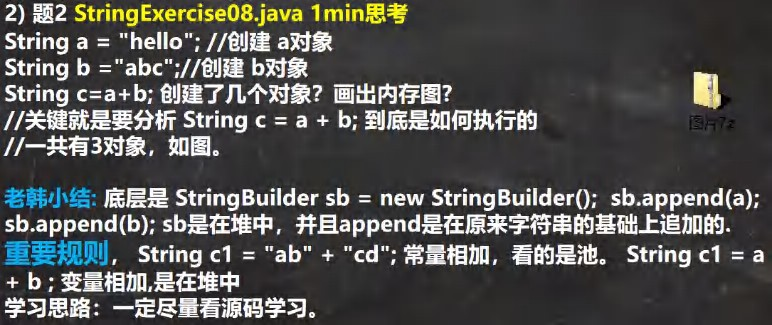 2) 题2 StringExercise08.java 1min思考
String a = "hello"; //创建 a对象
String b ="abc";//创建 b对象
String c=a+b; 创建了几个对象？画出内存图?
//关键就是要分析 String c = a + b; 到底是如何执行的
//一共有3对象，如图。
图片7z
老韩小结: 底层是 StringBuilder sb = new StringBuilder();  sb.append(a);
sb.append(b); sb是在堆中，并且append是在原来字符串的基础上追加的.
重要规则， String c1 = "ab" + "cd"; 常量相加，看的是池。 String c1 = a
+ b ; 变量相加,是在堆中
学习思路：一定尽量看源码学习。